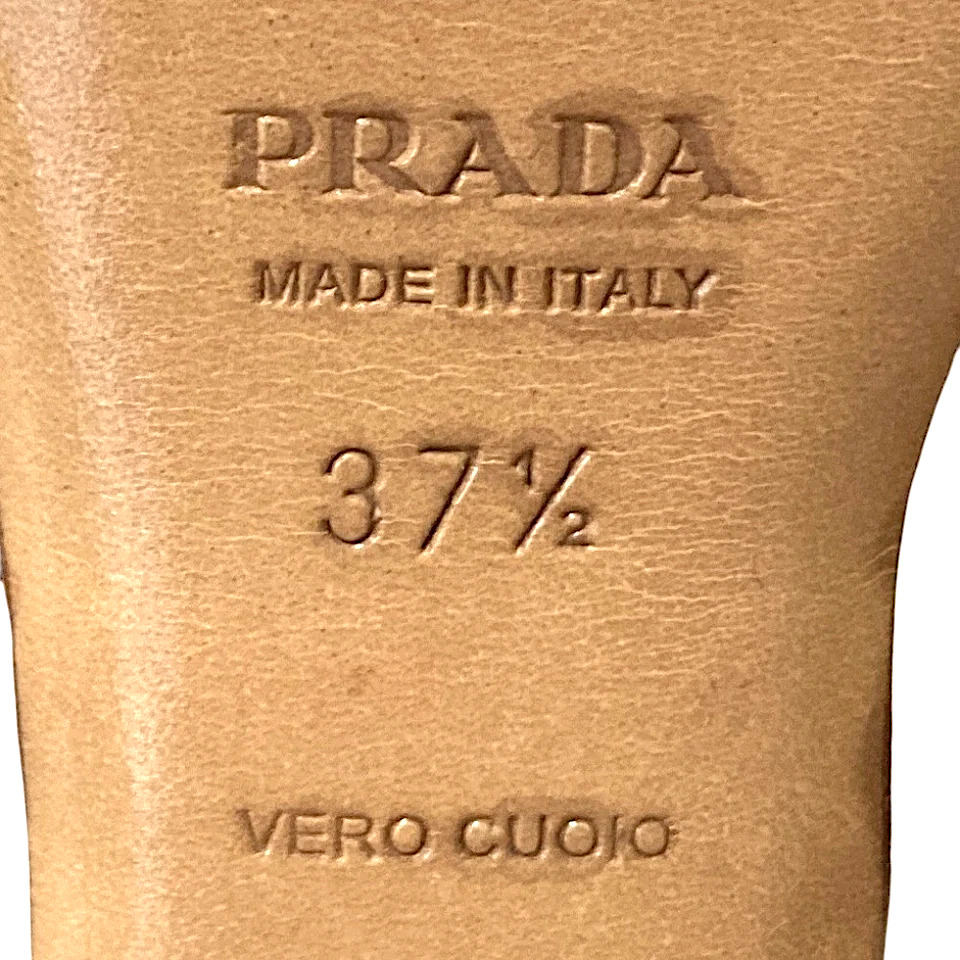 PRADA
MADE IN ITALY
37½
VERO CUOIO